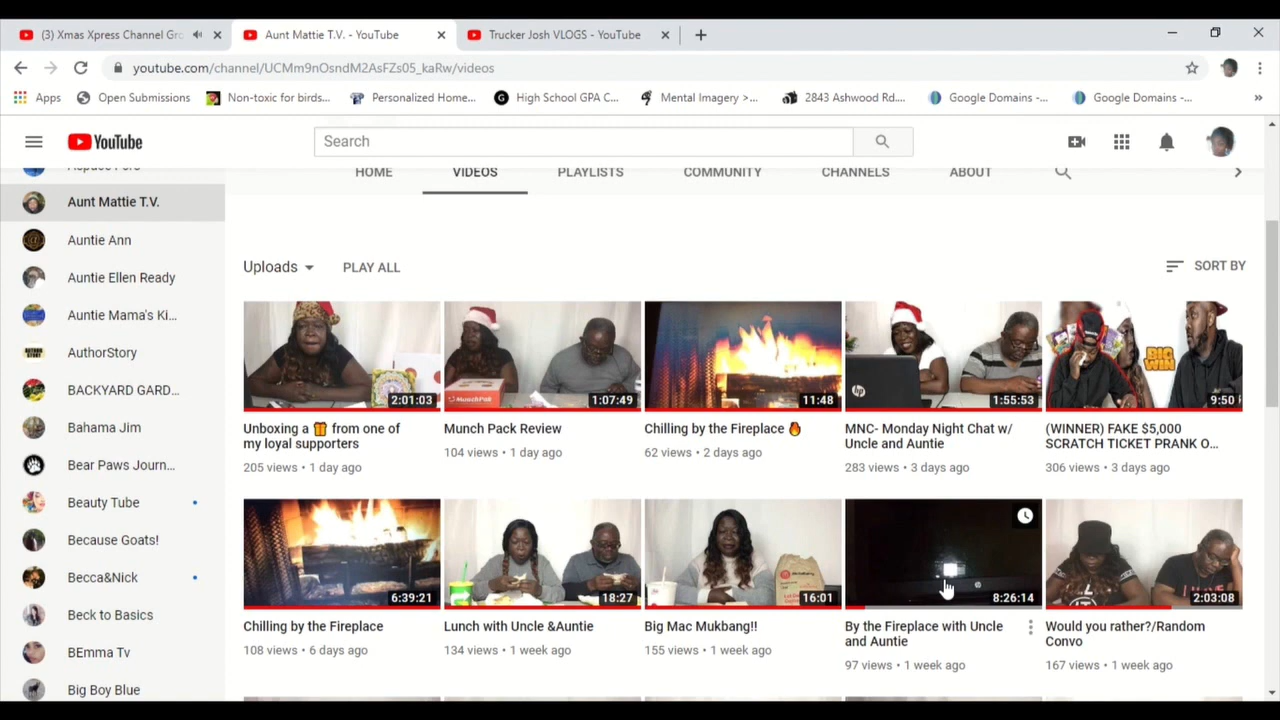 (3) Xmas Xpress Channel Gro
Aunt Mattie T.V. - YouTube
Trucker Josh VLOGS - YouTube
youtube.com/channel/UCMm9nOsndM2AsFZs05_kaRw/videos
Apps
Open Submissions
Non-toxic for birds...
Personalized Home...
High School GPA C...
Mental Imagery >...
2843 Ashwood Rd....
Google Domains -...
Google Domains -...
YouTube
Search
HOME
VIDEOS
PLAYLISTS
COMMUNITY
CHANNELS
ABOUT
Aunt Mattie T.V.
Auntie Ann
Auntie Ellen Ready
Auntie Mama's Ki...
AuthorStory
BACKYARD GARD...
Bahama Jim
Bear Paws Journ...
Beauty Tube
Because Goats!
Becca&Nick
Beck to Basics
BEmma Tv
Big Boy Blue
Uploads
PLAY ALL
SORT BY
2:01:03
Unboxing a 🎁 from one of
my loyal supporters
205 views • 1 day ago
MunchPak
1:07:49
Munch Pack Review
104 views • 1 day ago
11:48
Chilling by the Fireplace 🔥
62 views • 2 days ago
hp
1:55:53
MNC- Monday Night Chat w/
Uncle and Auntie
283 views • 3 days ago
BIG
WIN
9:50
(WINNER) FAKE $5,000
SCRATCH TICKET PRANK O...
306 views • 3 days ago
6:39:21
Chilling by the Fireplace
108 views • 6 days ago
18:27
Lunch with Uncle &Auntie
134 views • 1 week ago
16:01
Big Mac Mukbang!!
155 views • 1 week ago
8:26:14
By the Fireplace with Uncle
and Auntie
97 views • 1 week ago
2:03:08
Would you rather?/Random
Convo
167 views • 1 week ago